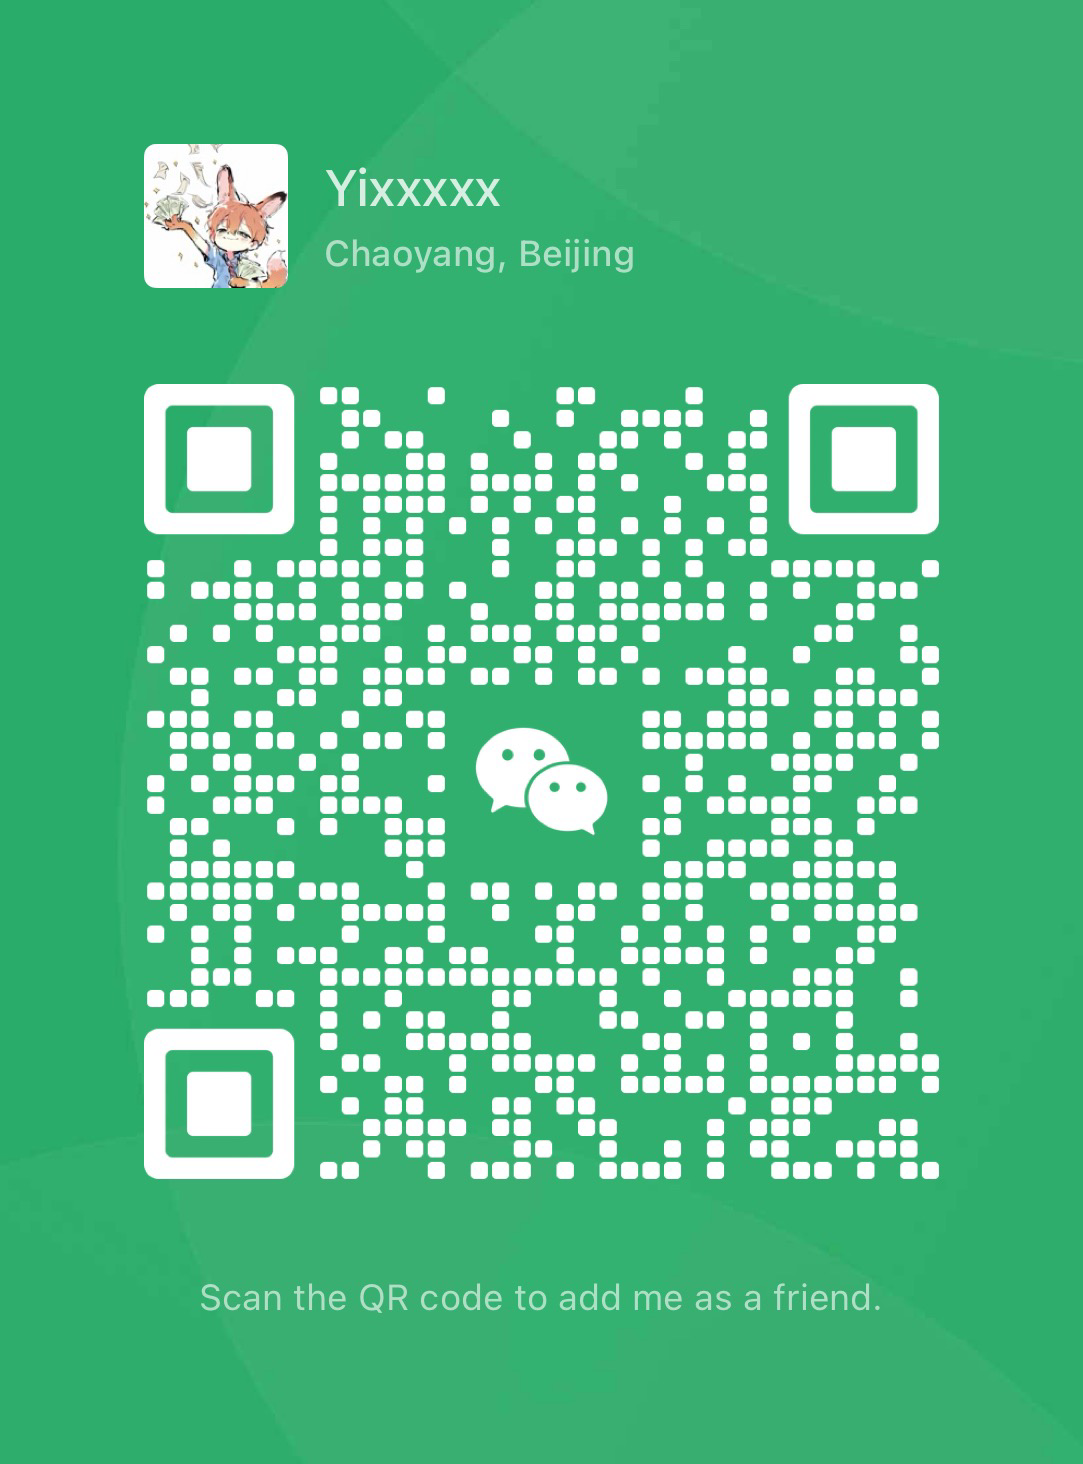 Yixxxxx
Chaoyang, Beijing
Scan the QR code to add me as a friend.